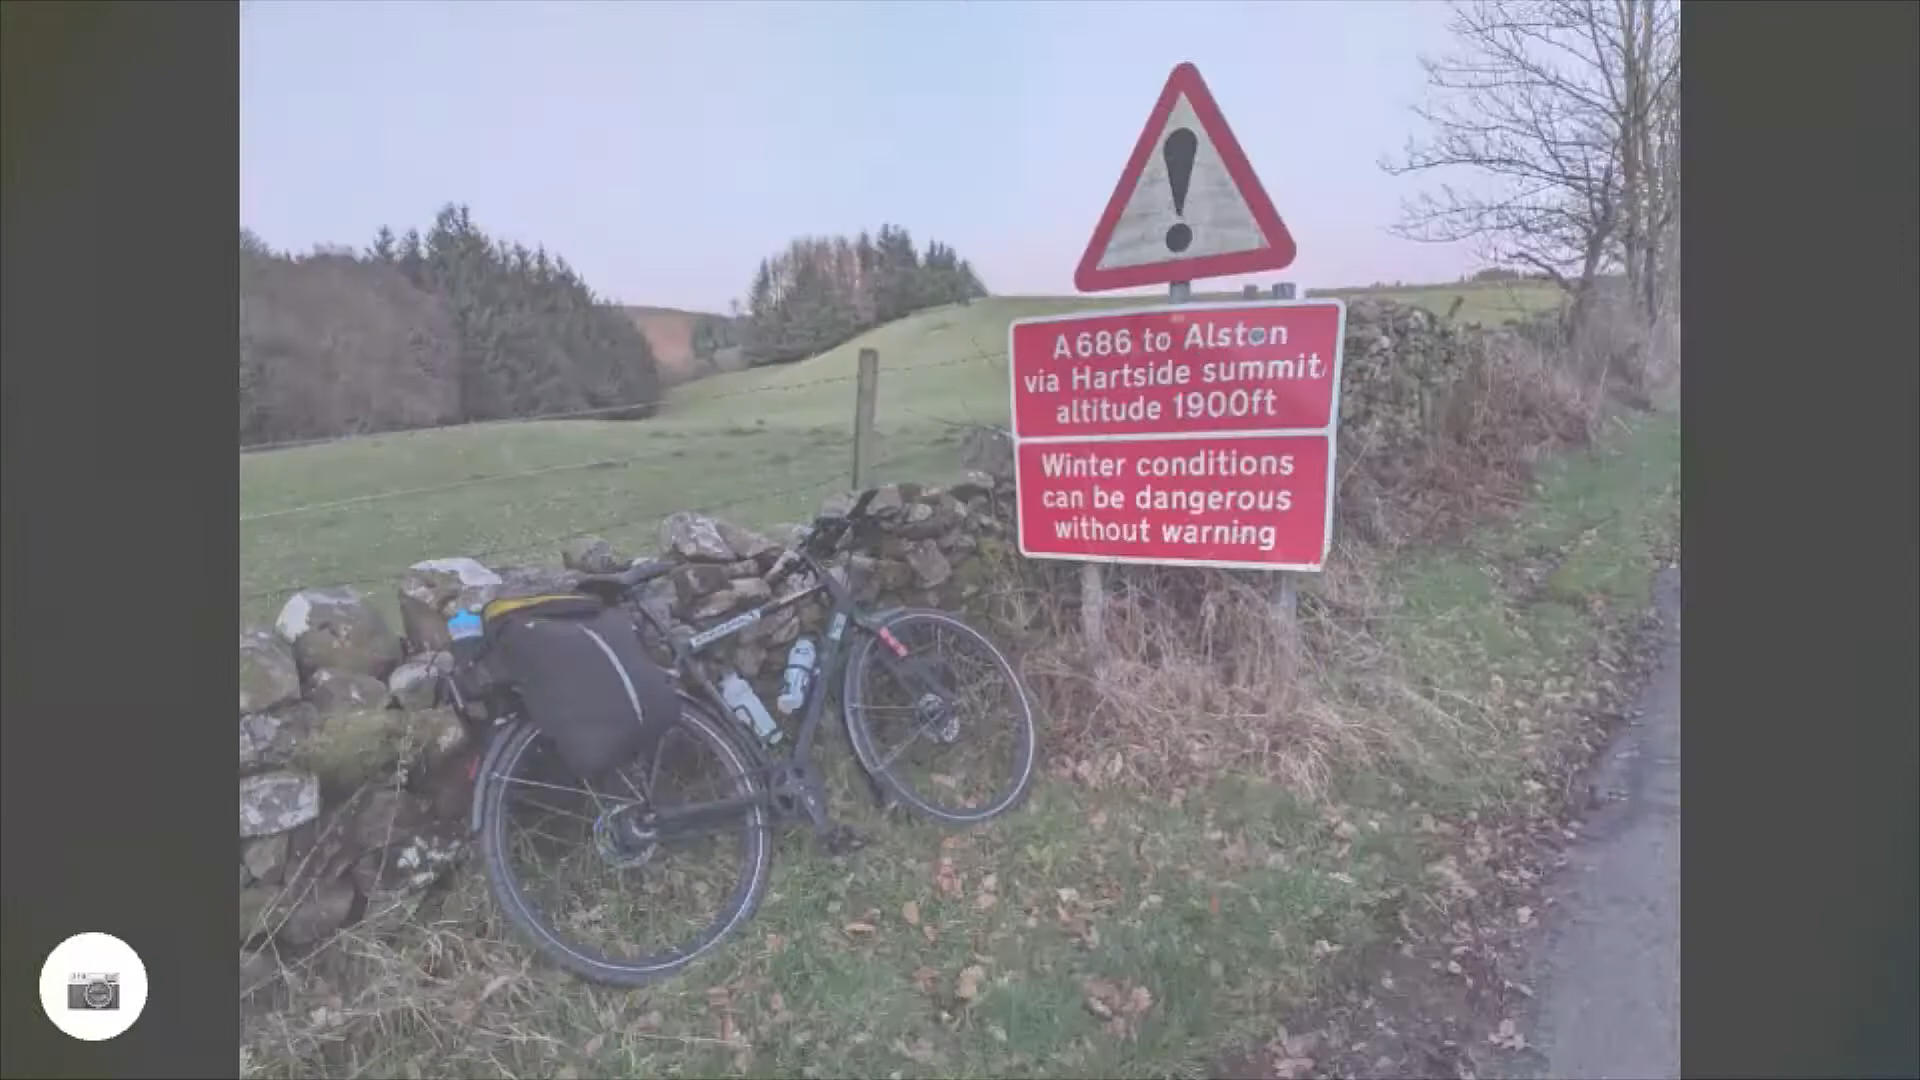 A686 to Alston
via Hartside summit
altitude 1900ft
Winter conditions
can be dangerous
without warning